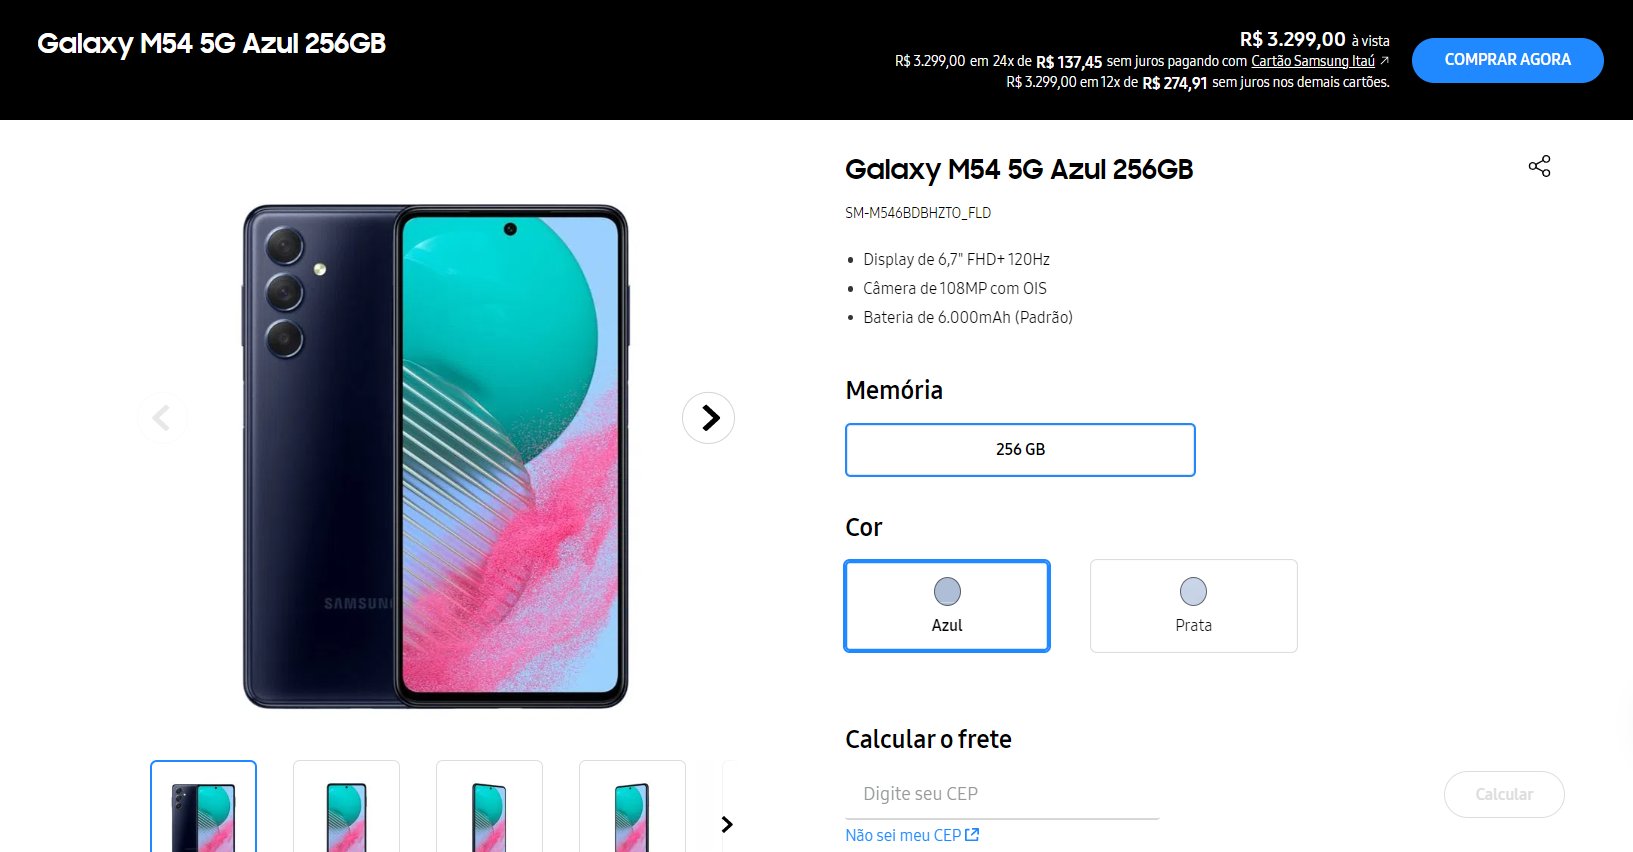 Galaxy M54 5G Azul 256GB
R$ 3.299,00 à vista
R$ 3.299,00 em 24x de R$ 137,45 sem juros pagando com Cartão Samsung Itaú
R$ 3.299,00 em 12x de R$ 274,91 sem juros nos demais cartões.
COMPRAR AGORA
Galaxy M54 5G Azul 256GB
SM-M546BDBHZTO_FLD
Display de 6,7" FHD+ 120Hz
Câmera de 108MP com OIS
Bateria de 6.000mAh (Padrão)
Memória
256 GB
Cor
Azul
Prata
SAMSUN
Calcular o frete
Digite seu CEP
Calcular
Não sei meu CEP